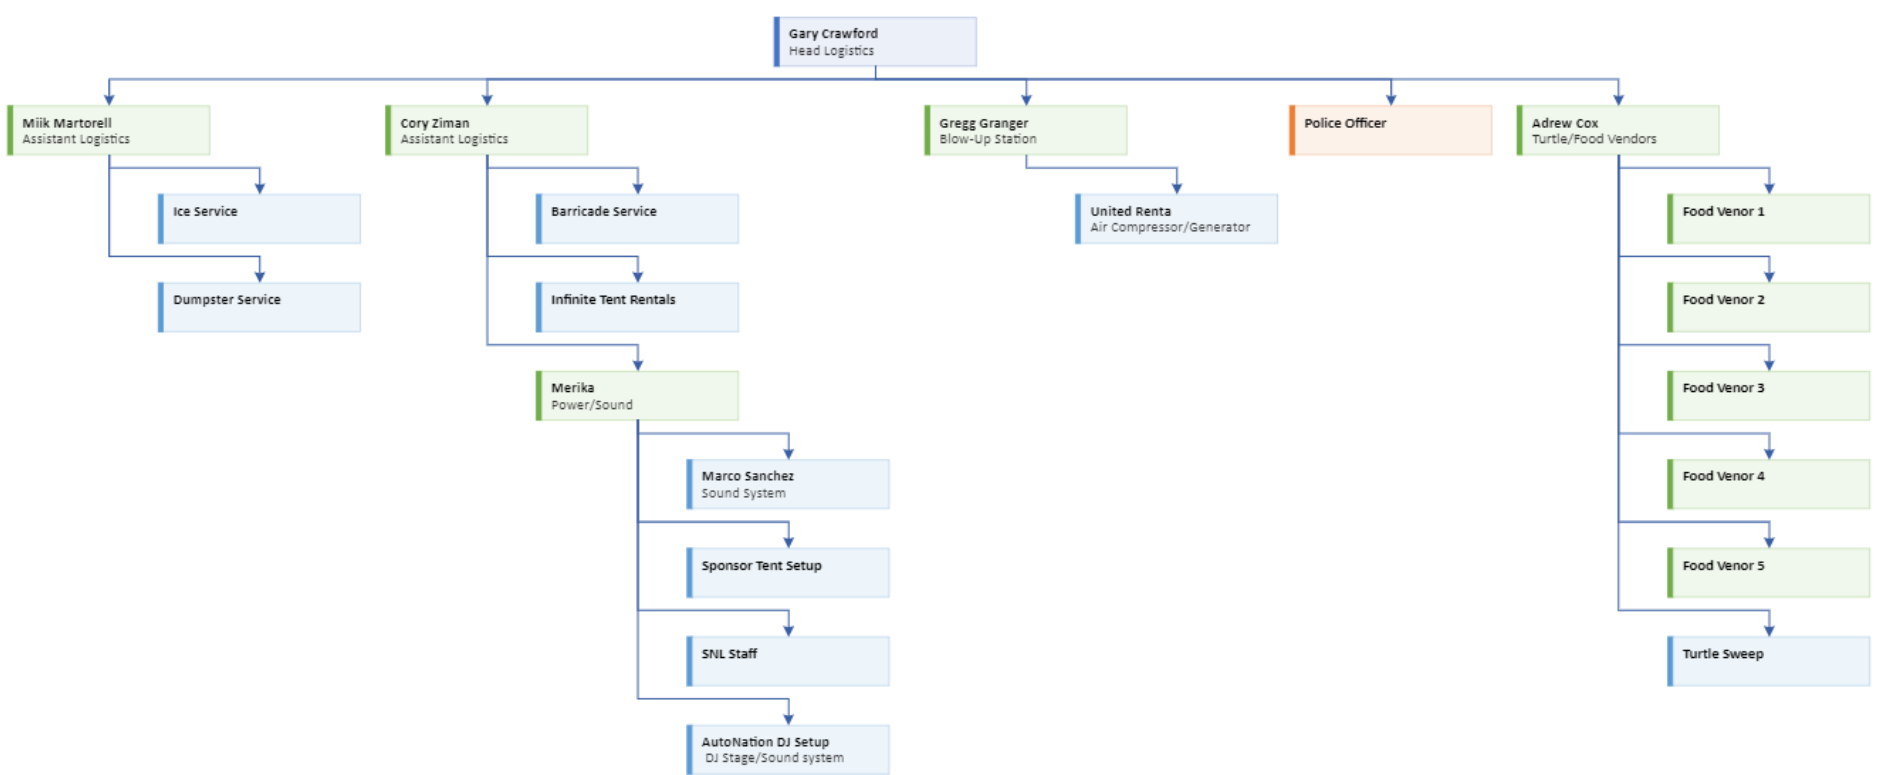 Gary Crawford
Head Logistics
Miik Martorell
Assistant Logistics
Ice Service
Dumpster Service
Cory Ziman
Assistant Logistics
Barricade Service
Infinite Tent Rentals
Merika
Power/Sound
Marco Sanchez
Sound System
Sponsor Tent Setup
SNL Staff
AutoNation DJ Setup
DJ Stage/Sound system
Gregg Granger
Blow-Up Station
United Renta
Air Compressor/Generator
Police Officer
Adrew Cox
Turtle/Food Vendors
Food Venor 1
Food Venor 2
Food Venor 3
Food Venor 4
Food Venor 5
Turtle Sweep